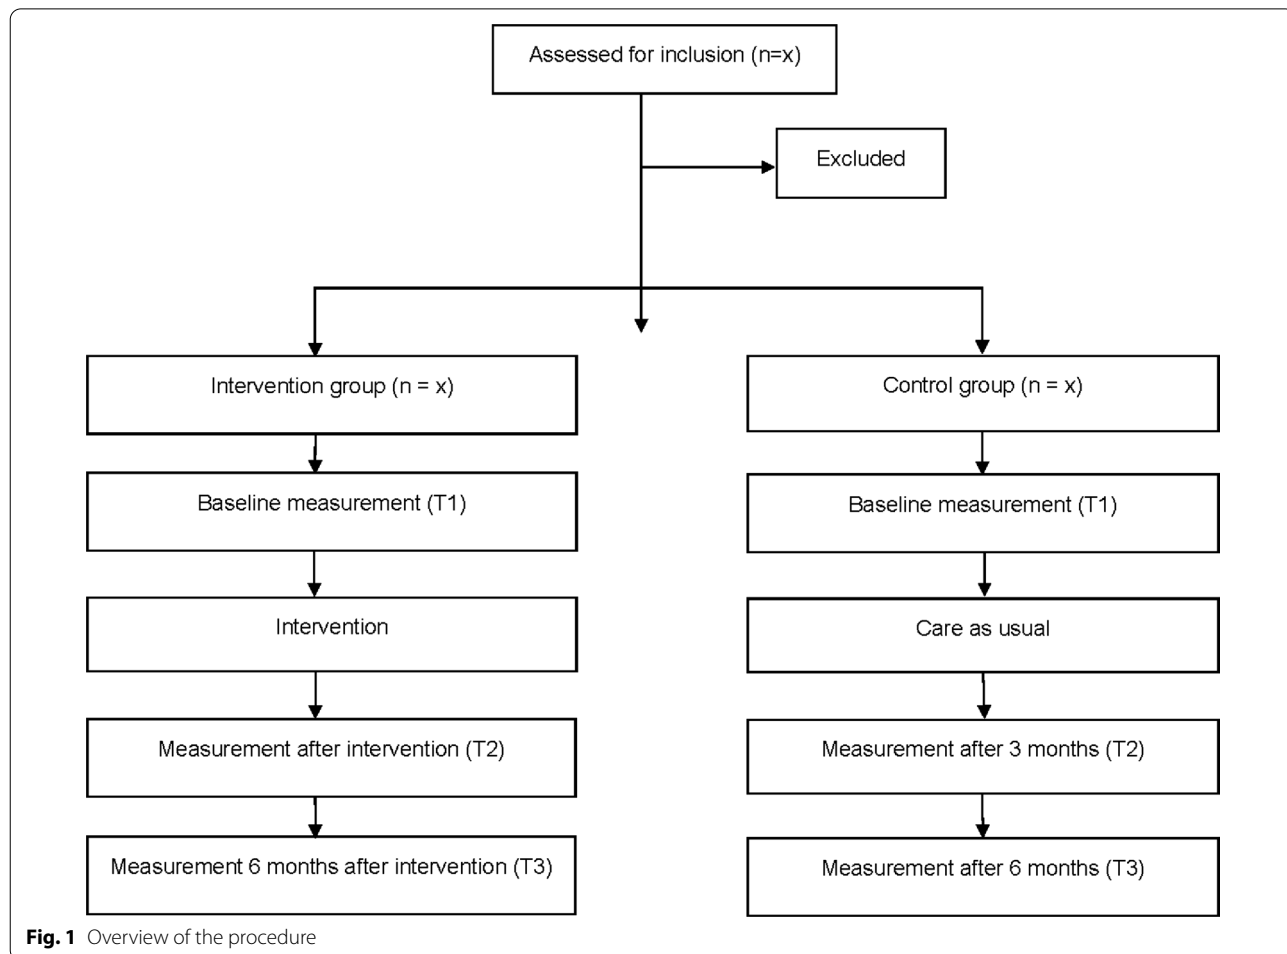 Assessed for inclusion (n=x)
Excluded
Intervention group (n = x)
Control group (n = x)
Baseline measurement (T1)
Baseline measurement (T1)
Intervention
Care as usual
Measurement after intervention (T2)
Measurement after 3 months (T2)
Measurement 6 months after intervention (T3)
Measurement after 6 months (T3)
Fig. 1 Overview of the procedure